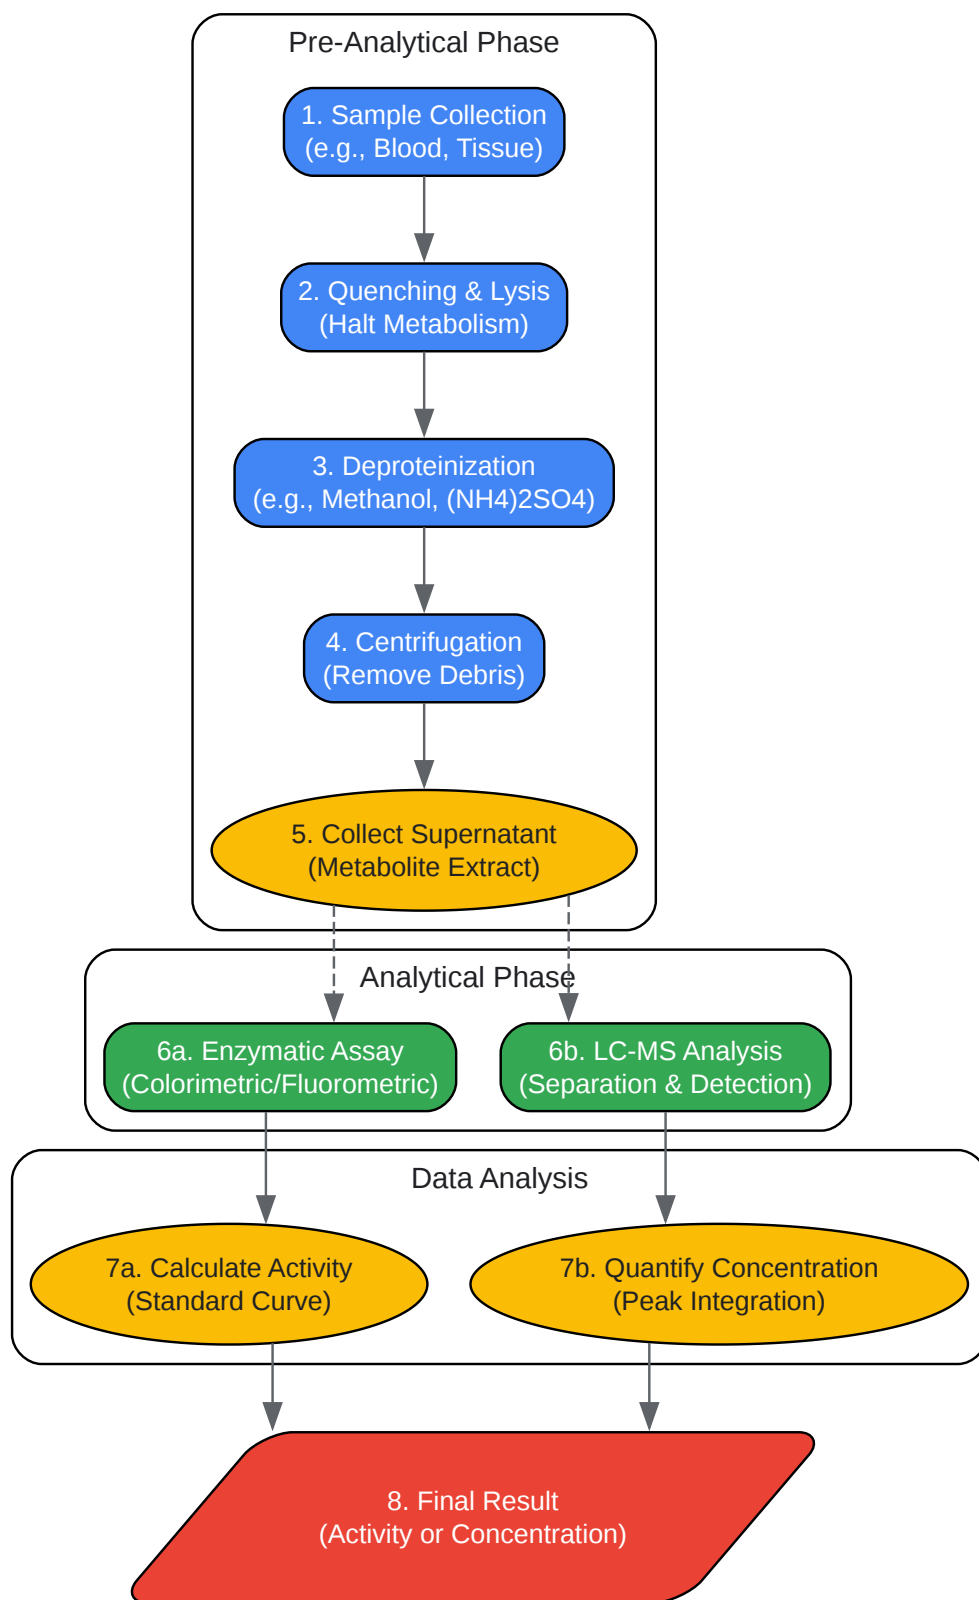 Pre-Analytical Phase
1. Sample Collection
(e.g., Blood, Tissue)
2. Quenching & Lysis
(Halt Metabolism)
3. Deproteinization
(e.g., Methanol, (NH4)2SO4)
4. Centrifugation
(Remove Debris)
5. Collect Supernatant
(Metabolite Extract)
Analytical Phase
6a. Enzymatic Assay
(Colorimetric/Fluorometric)
6b. LC-MS Analysis
(Separation & Detection)
Data Analysis
7a. Calculate Activity
(Standard Curve)
7b. Quantify Concentration
(Peak Integration)
8. Final Result
(Activity or Concentration)